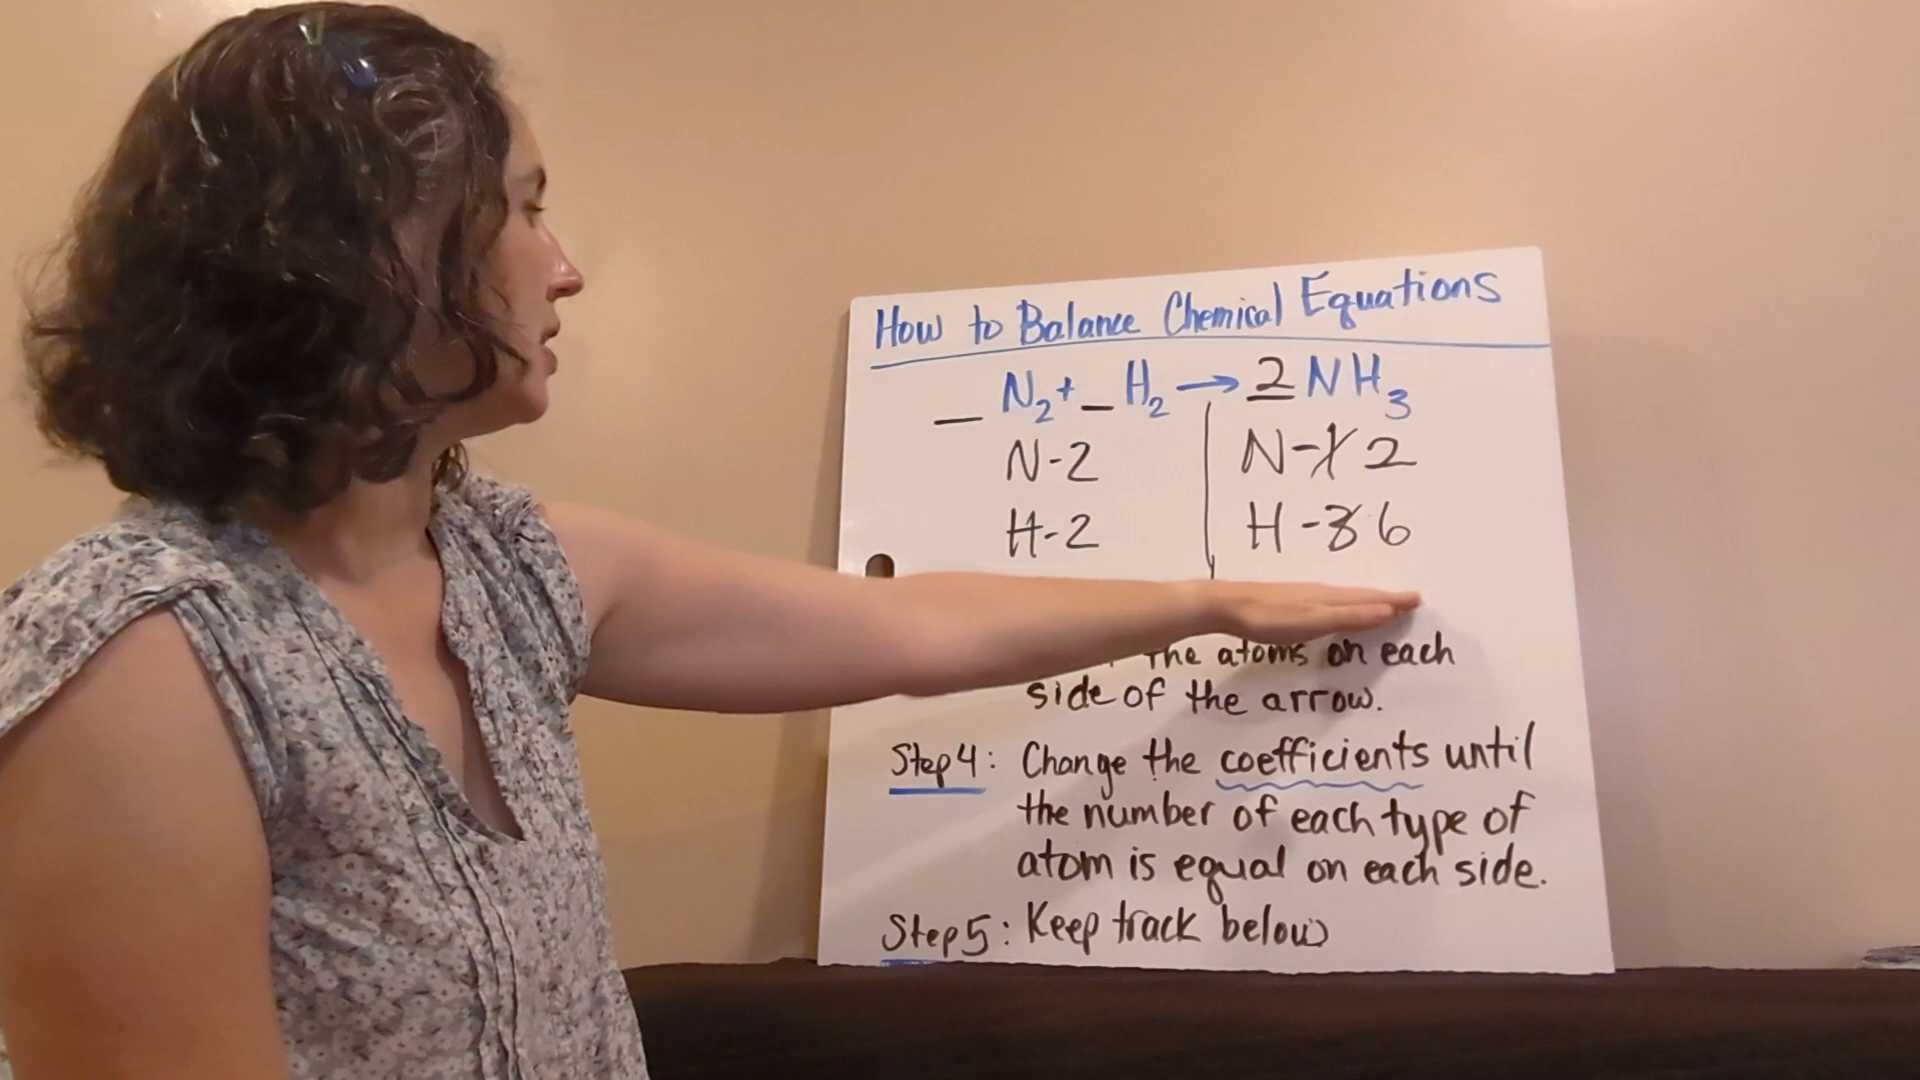 How to Balance Chemical Equations
_ N₂ + _ H₂ → 2 NH₃
N-2 N-1 2
H-2 H-3 6
the atoms on each
side of the arrow.
Step 4: Change the coefficients until
the number of each type of
atom is equal on each side.
Step 5: Keep track below